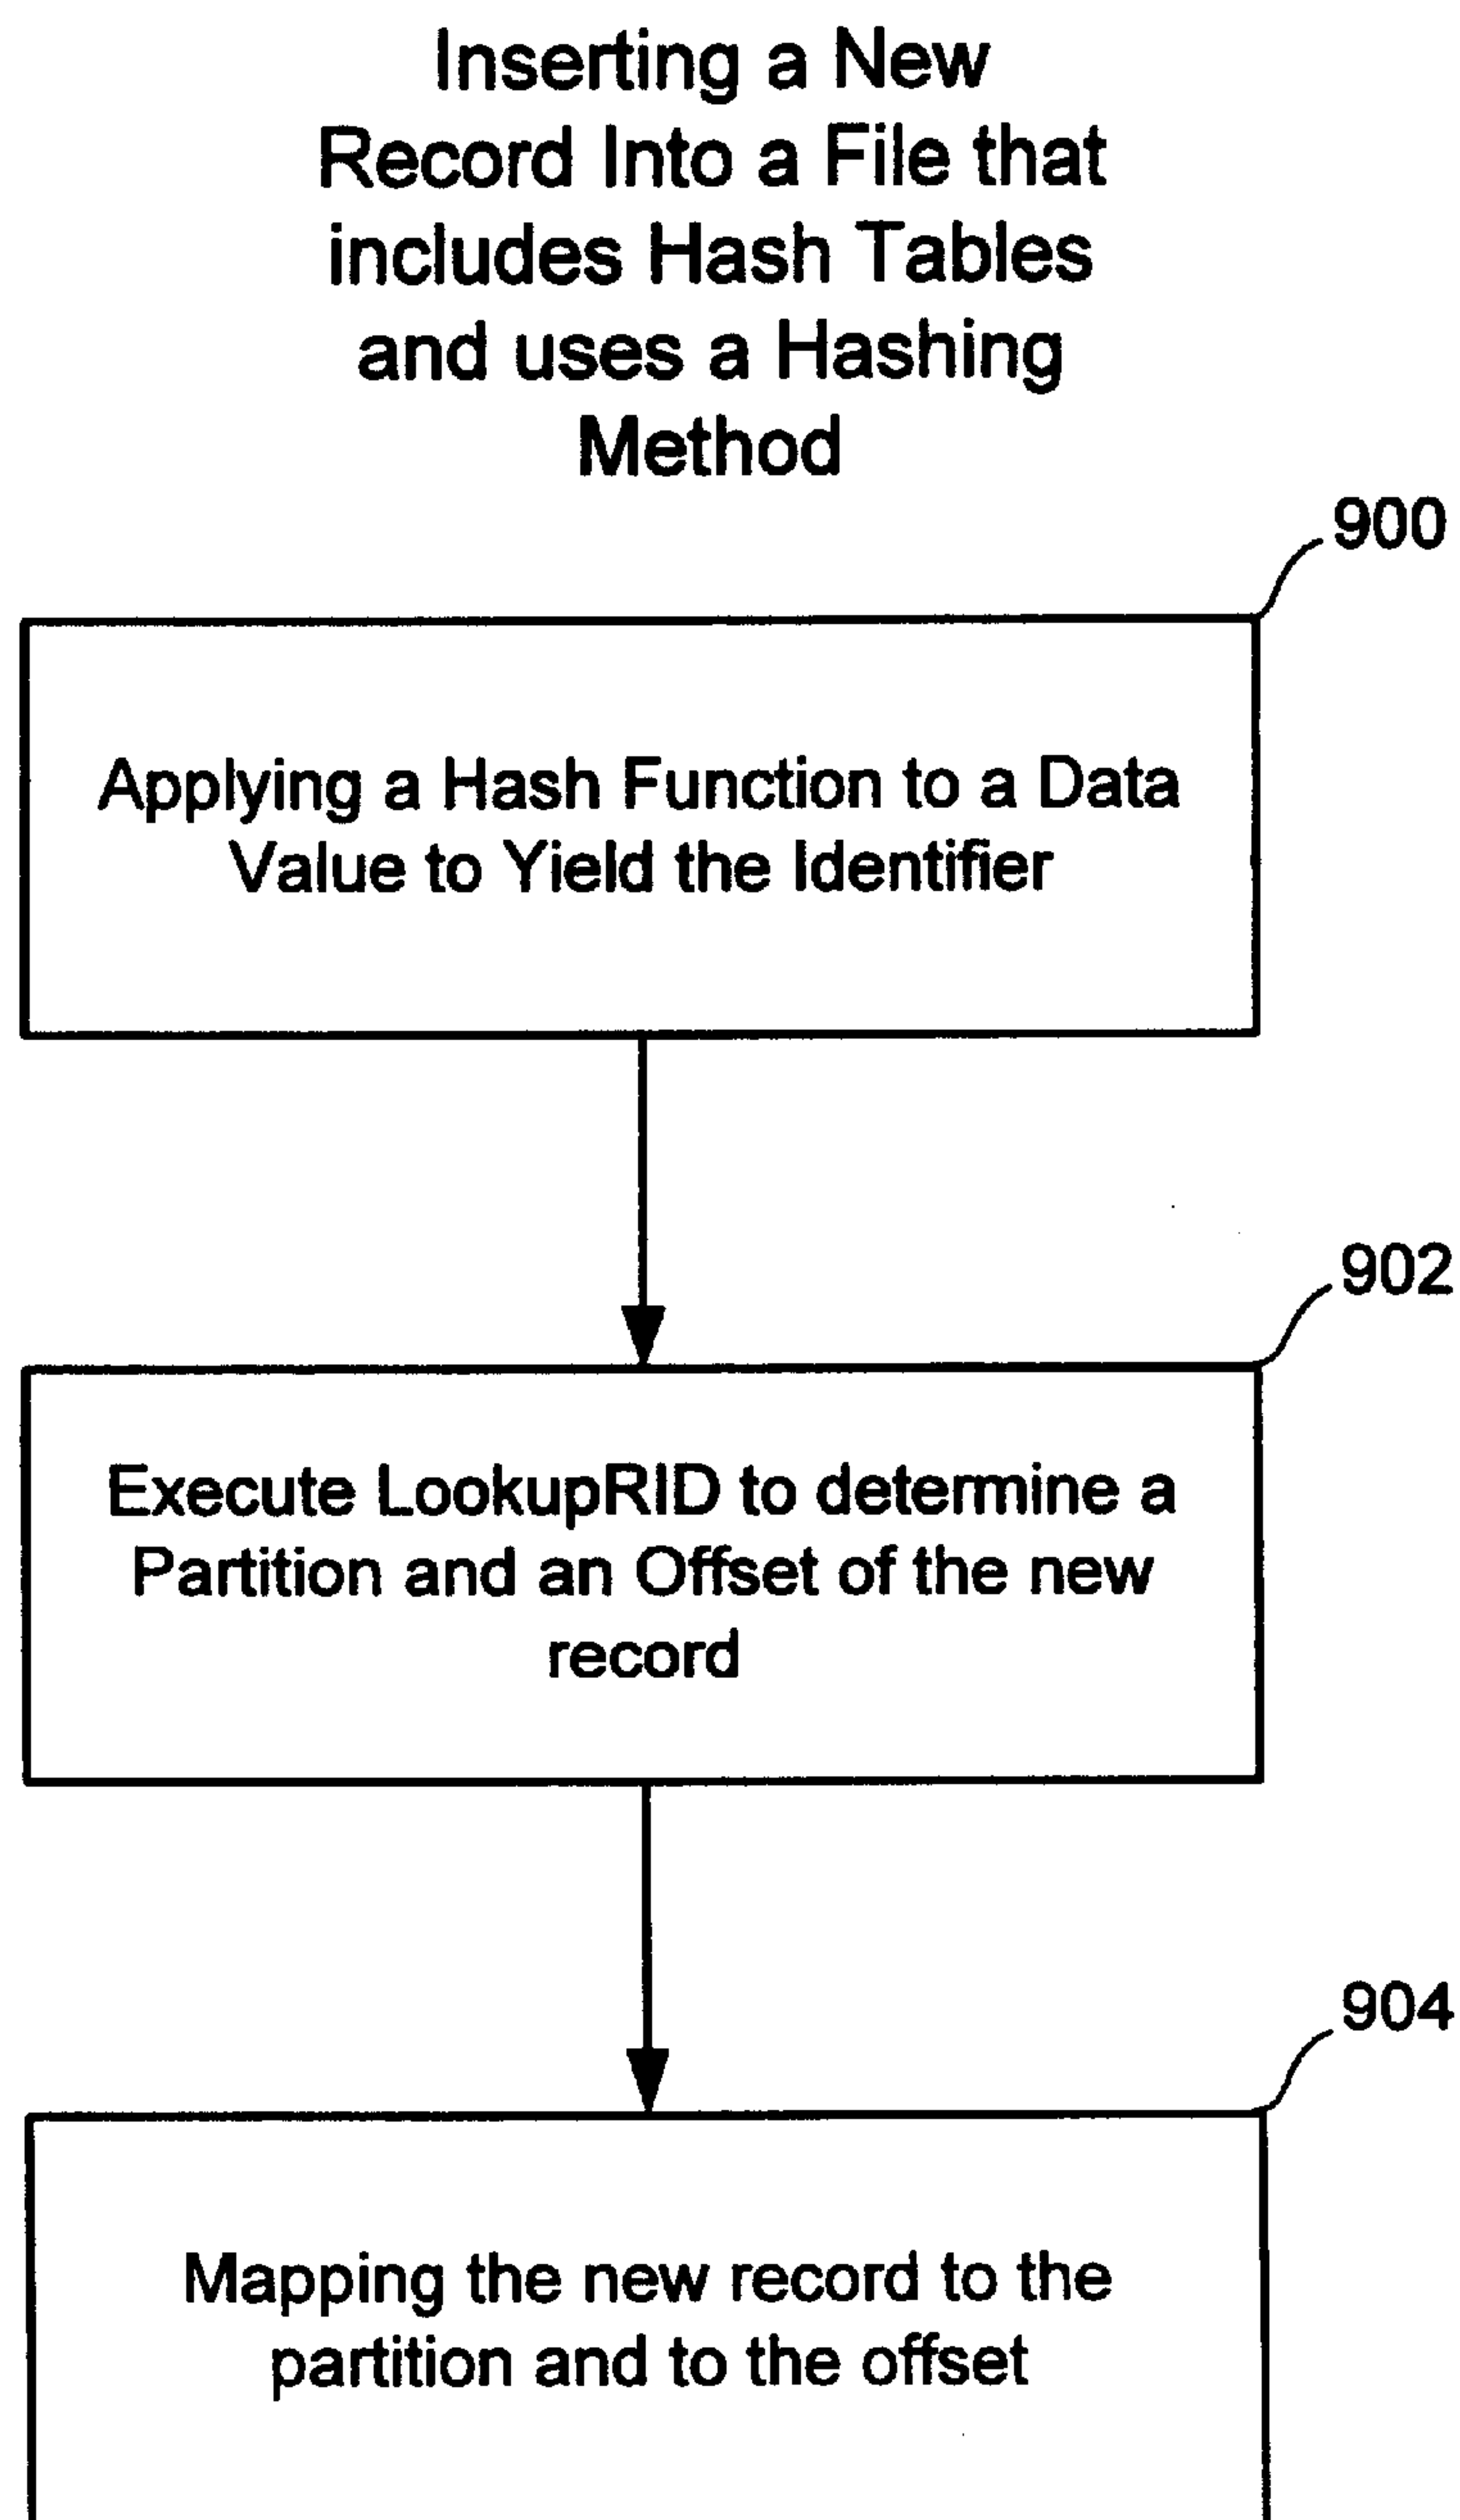 Inserting a New
Record Into a File that
includes Hash Tables
and uses a Hashing
Method
900
Applying a Hash Function to a Data
Value to Yield the Identifier
902
Execute LookupRID to determine a
Partition and an Offset of the new
record
904
Mapping the new record to the
partition and to the offset